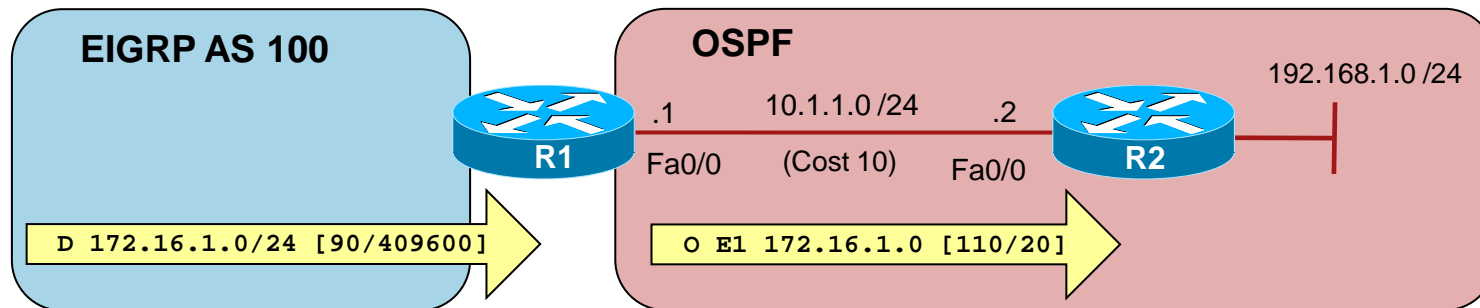 EIGRP AS 100
OSPF
192.168.1.0 /24
.1
10.1.1.0 /24
.2
R1
R2
Fa0/0
(Cost 10)
Fa0/0
D 172.16.1.0/24 [90/409600]
O E1 172.16.1.0 [110/20]